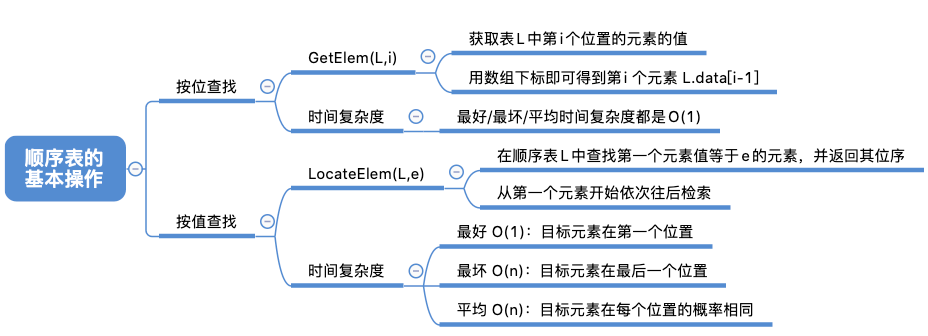 顺序表的
基本操作
按位查找
GetElem(L,i)
获取表L中第i个位置的元素的值
用数组下标即可得到第i个元素 L.data[i-1]
时间复杂度
最好/最坏/平均时间复杂度都是O(1)
按值查找
LocateElem(L,e)
在顺序表L中查找第一个元素值等于e的元素，并返回其位序
从第一个元素开始依次往后检索
时间复杂度
最好 O(1)：目标元素在第一个位置
最坏 O(n)：目标元素在最后一个位置
平均 O(n)：目标元素在每个位置的概率相同